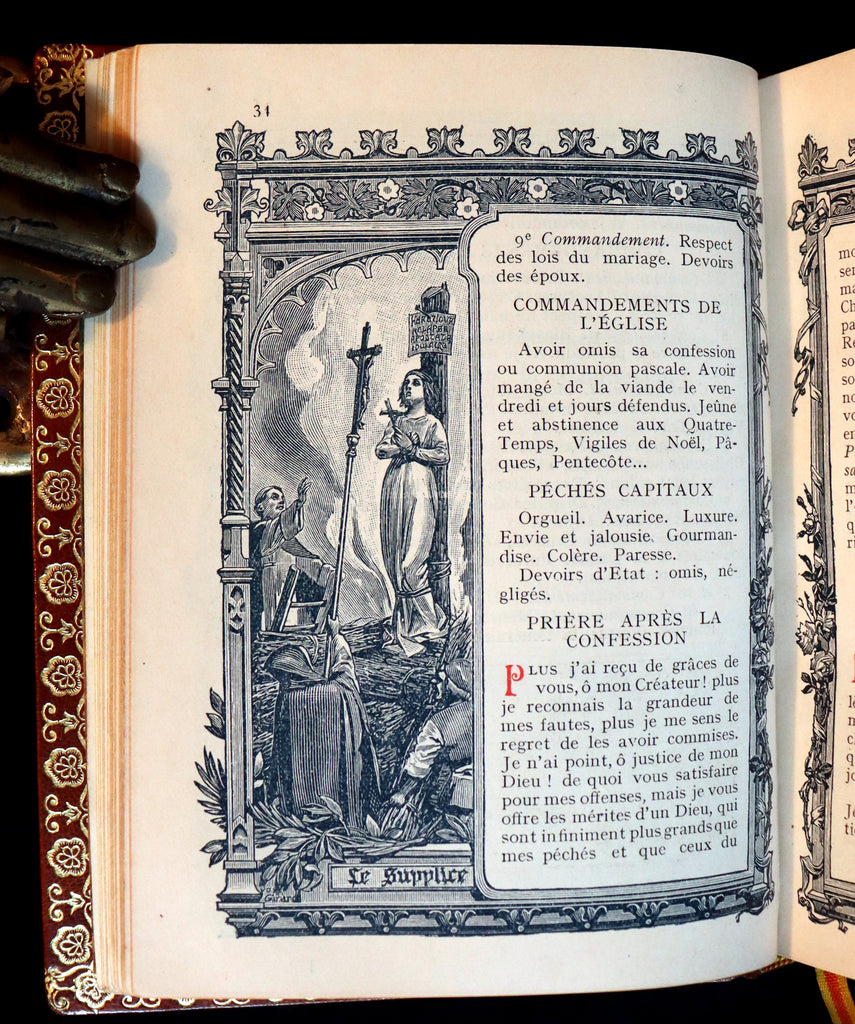 34
HERETIQUE
RELAPSE
APOSTATE
IDOLATRE
9e Commandement. Respect
des lois du mariage. Devoirs
des époux.
COMMANDEMENTS DE
L'ÉGLISE
Avoir omis sa confession
ou communion pascale. Avoir
mangé de la viande le ven-
dredi et jours défendus. Jeûne
et abstinence aux Quatre-
Temps, Vigiles de Noël, Pâ-
ques, Pentecôte...
PÉCHÉS CAPITAUX
Orgueil. Avarice. Luxure.
Envie et jalousie. Gourman-
dise. Colère. Paresse.
Devoirs d'Etat : omis, né-
gligés.
PRIÈRE APRÈS LA
CONFESSION
PLUS j'ai reçu de grâces de
vous, ô mon Créateur! plus
je reconnais la grandeur de
mes fautes, plus je me sens le
regret de les avoir commises.
Je n'ai point, ô justice de mon
Dieu ! de quoi vous satisfaire
pour mes offenses, mais je vous
offre les mérites d'un Dieu, qui
sont infiniment plus grands que
mes péchés et que ceux du
Le Supplice